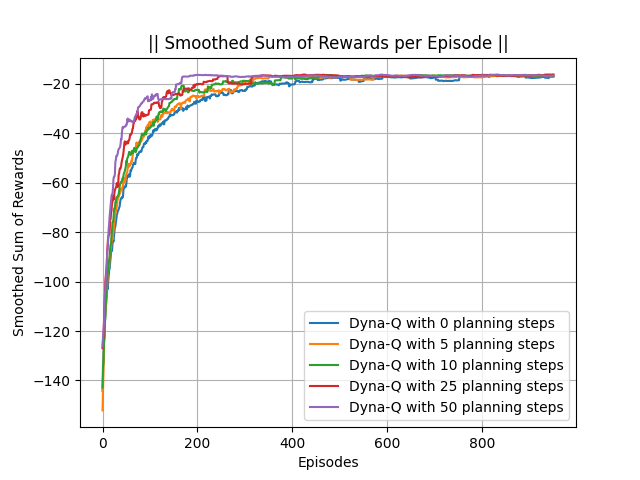 || Smoothed Sum of Rewards per Episode ||
Smoothed Sum of Rewards
−20
−40
−60
−80
−100
−120
−140
Dyna-Q with 0 planning steps
Dyna-Q with 5 planning steps
Dyna-Q with 10 planning steps
Dyna-Q with 25 planning steps
Dyna-Q with 50 planning steps
0 200 400 600 800
Episodes